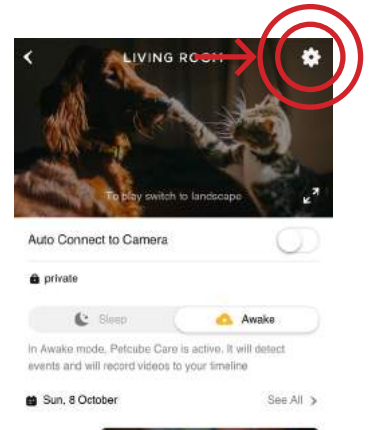 LIVING ROOM
To play switch to landscape
Auto Connect to Camera
private
Sleep
Awake
In Awake mode, Petcube Care is active. It will detect
events and will record videos to your timeline
Sun, 8 October
See All